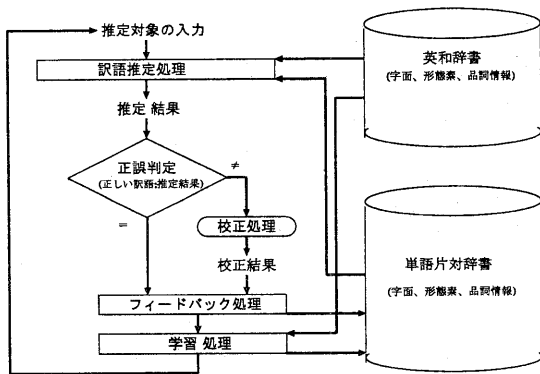 推定対象の入力
訳語推定処理
推定 結果
正誤判定
(正しい訳語:推定結果)
≠
=
校正処理
校正結果
フィードバック処理
学習 処理
英和辞書
(字面、形態素、品詞情報)
単語片対辞書
(字面、形態素、品詞情報)